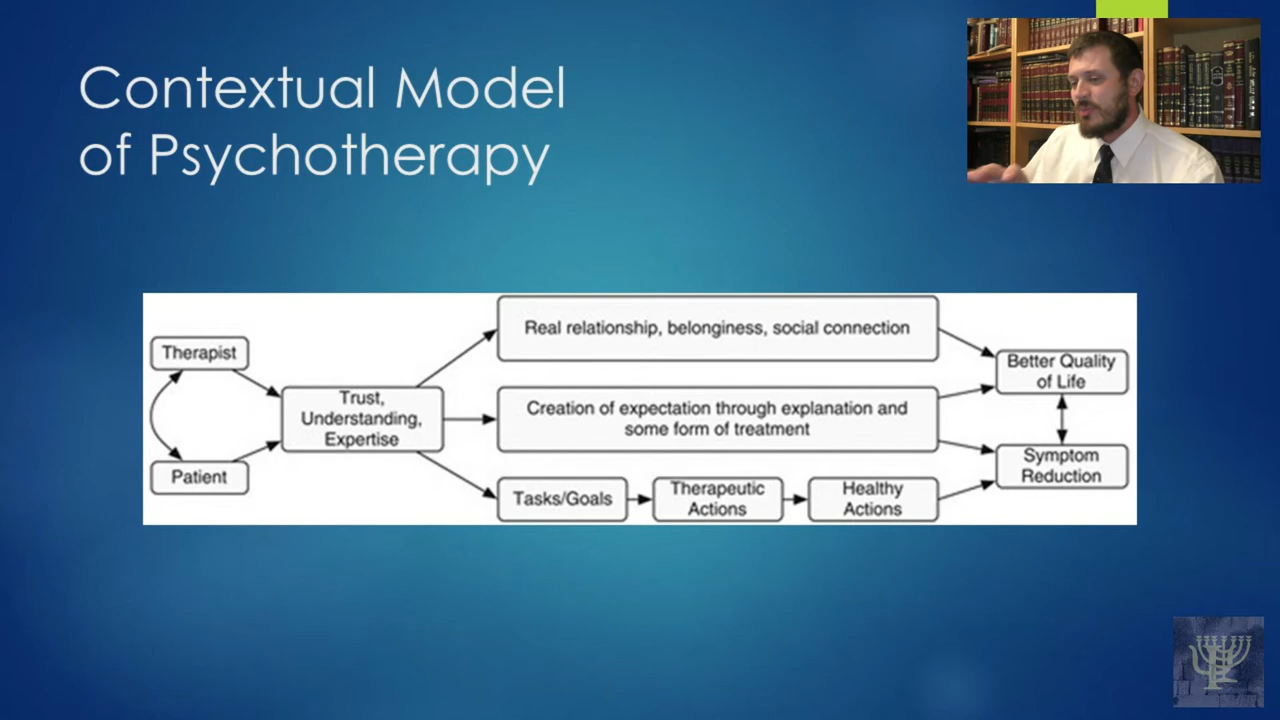 Contextual Model
of Psychotherapy
Therapist
Patient
Trust,
Understanding,
Expertise
Real relationship, belonginess, social connection
Creation of expectation through explanation and
some form of treatment
Tasks/Goals
Therapeutic
Actions
Healthy
Actions
Better Quality
of Life
Symptom
Reduction